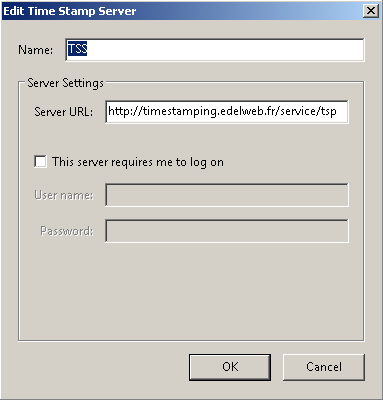 Edit Time Stamp Server
Name: TSS
Server Settings
Server URL: http://timestamping.edelweb.fr/service/tsp
This server requires me to log on
User name:
Password:
OK Cancel